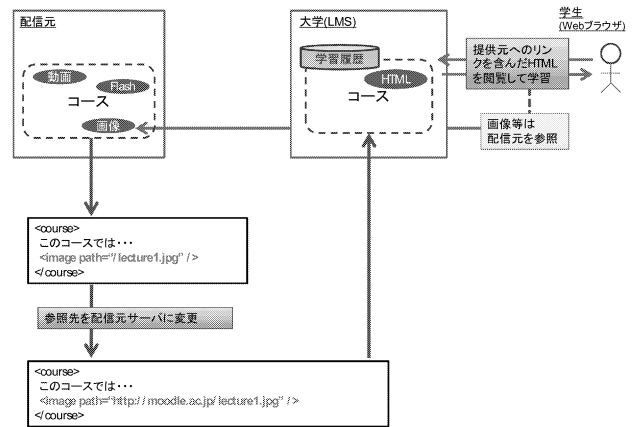 配信元
動画
Flash
コース
画像
大学(LMS)
学習履歴
HTML
コース
学生
(Webブラウザ)
提供元へのリン
クを含んだHTML
を閲覧して学習
画像等は
配信元を参照
<course>
このコースでは・・・
<image path="/lecture1.jpg" />
</course>
参照先を配信元サーバに変更
<course>
このコースでは・・・
<image path="http://moodle.ac.jp/lecture1.jpg" />
</course>